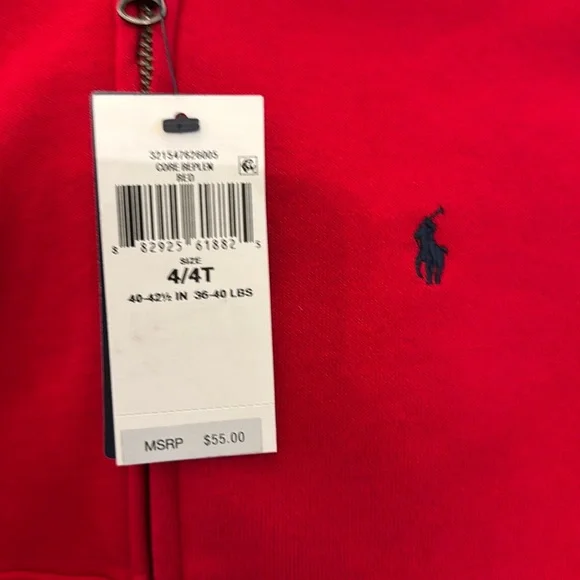 321547626005
CORE REPLEN
RED
8 82925 61882 5
SIZE
4/4T
40-42½ IN 36-40 LBS
MSRP $55.00